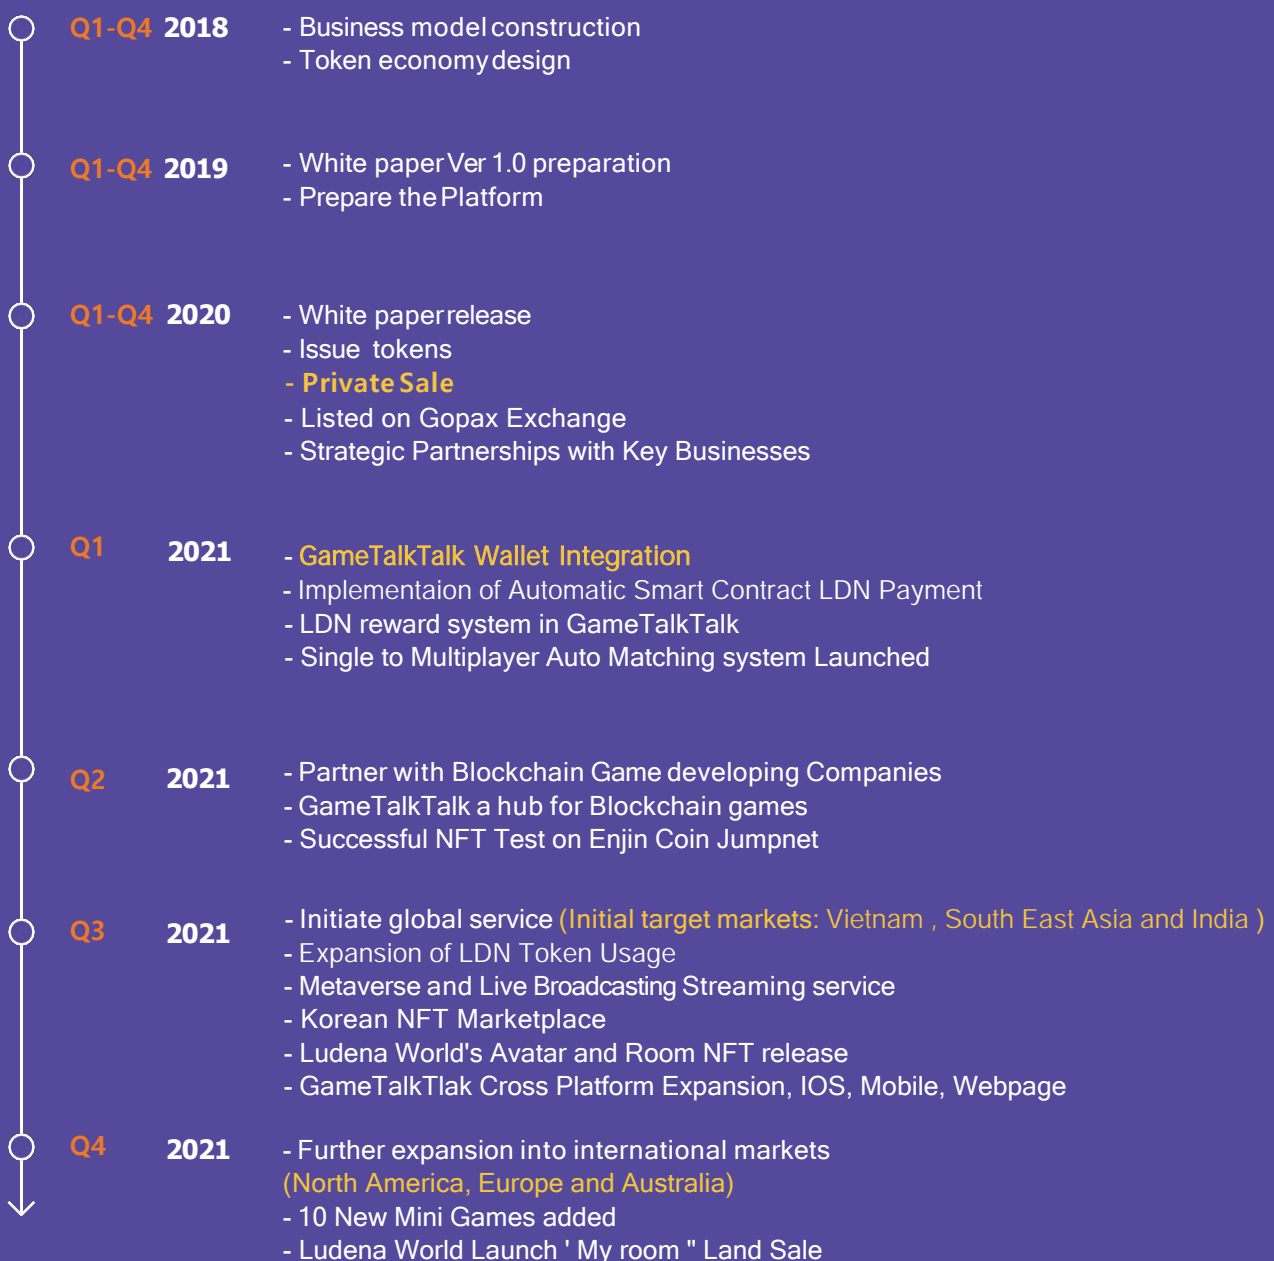 Q1-Q4 2018 - Business model construction
- Token economy design
Q1-Q4 2019 - White paper Ver 1.0 preparation
- Prepare the Platform
Q1-Q4 2020 - White paper release
- Issue tokens
- Private Sale
- Listed on Gopax Exchange
- Strategic Partnerships with Key Businesses
Q1 2021 - GameTalkTalk Wallet Integration
- Implementaion of Automatic Smart Contract LDN Payment
- LDN reward system in GameTalkTalk
- Single to Multiplayer Auto Matching system Launched
Q2 2021 - Partner with Blockchain Game developing Companies
- GameTalkTalk a hub for Blockchain games
- Successful NFT Test on Enjin Coin Jumpnet
Q3 2021 - Initiate global service (Initial target markets: Vietnam , South East Asia and India )
- Expansion of LDN Token Usage
- Metaverse and Live Broadcasting Streaming service
- Korean NFT Marketplace
- Ludena World's Avatar and Room NFT release
- GameTalkTlak Cross Platform Expansion, IOS, Mobile, Webpage
Q4 2021 - Further expansion into international markets
(North America, Europe and Australia)
- 10 New Mini Games added
- Ludena World Launch ' My room " Land Sale